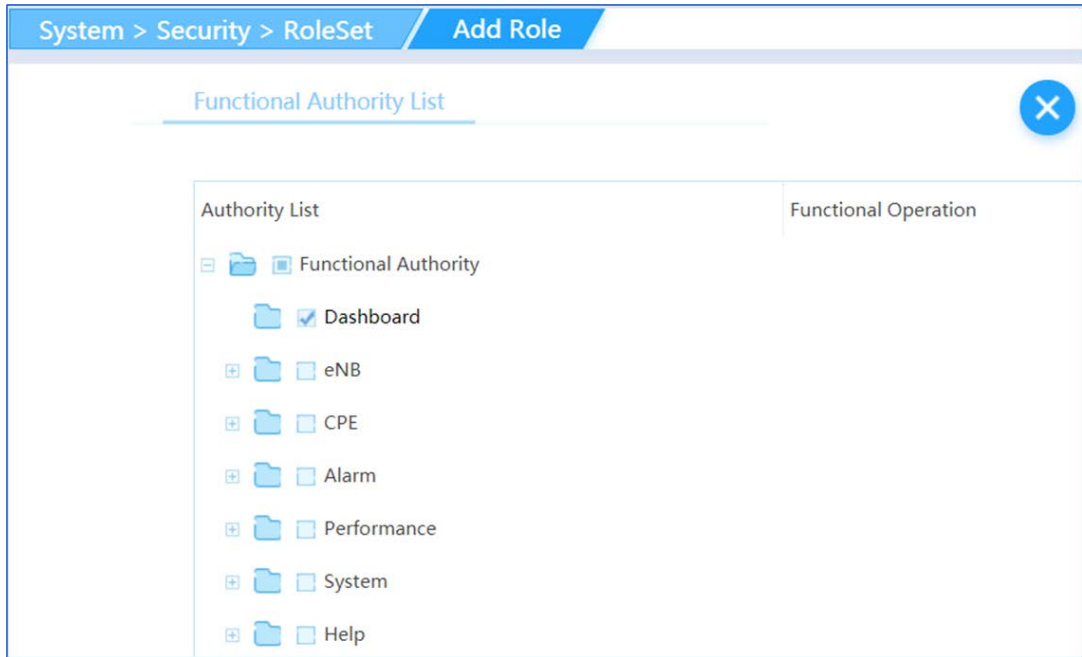 System > Security > RoleSet Add Role
Functional Authority List
Authority List Functional Operation
Functional Authority
Dashboard
eNB
CPE
Alarm
Performance
System
Help